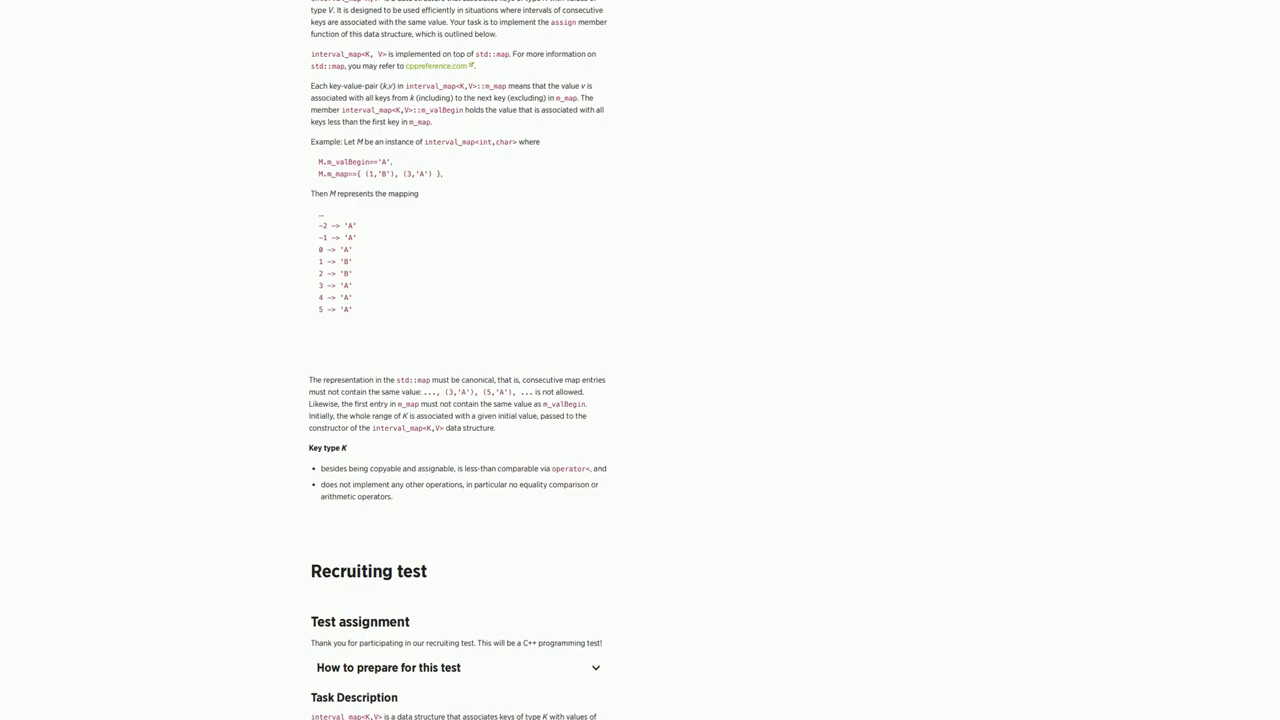 type V. It is designed to be used efficiently in situations where intervals of consecutive
keys are associated with the same value. Your task is to implement the assign member
function of this data structure, which is outlined below.
interval_map<K, V> is implemented on top of std::map. For more information on
std::map, you may refer to cppreference.com.
Each key-value-pair (k,v) in interval_map<K,V>::m_map means that the value v is
associated with all keys from k (including) to the next key (excluding) in m_map. The
member interval_map<K,V>::m_valBegin holds the value that is associated with all
keys less than the first key in m_map.
Example: Let M be an instance of interval_map<int,char> where
M.m_valBegin=='A',
M.m_map=={ (1,'B'), (3,'A') },
Then M represents the mapping
...
-2 -> 'A'
-1 -> 'A'
0 -> 'A'
1 -> 'B'
2 -> 'B'
3 -> 'A'
4 -> 'A'
5 -> 'A'
The representation in the std::map must be canonical, that is, consecutive map entries
must not contain the same value: ..., (3,'A'), (5,'A'), ... is not allowed.
Likewise, the first entry in m_map must not contain the same value as m_valBegin.
Initially, the whole range of K is associated with a given initial value, passed to the
constructor of the interval_map<K,V> data structure.
Key type K
• besides being copyable and assignable, is less-than comparable via operator<, and
• does not implement any other operations, in particular no equality comparison or
arithmetic operators.
Recruiting test
Test assignment
Thank you for participating in our recruiting test. This will be a C++ programming test!
How to prepare for this test
Task Description
interval_map<K,V> is a data structure that associates keys of type K with values of